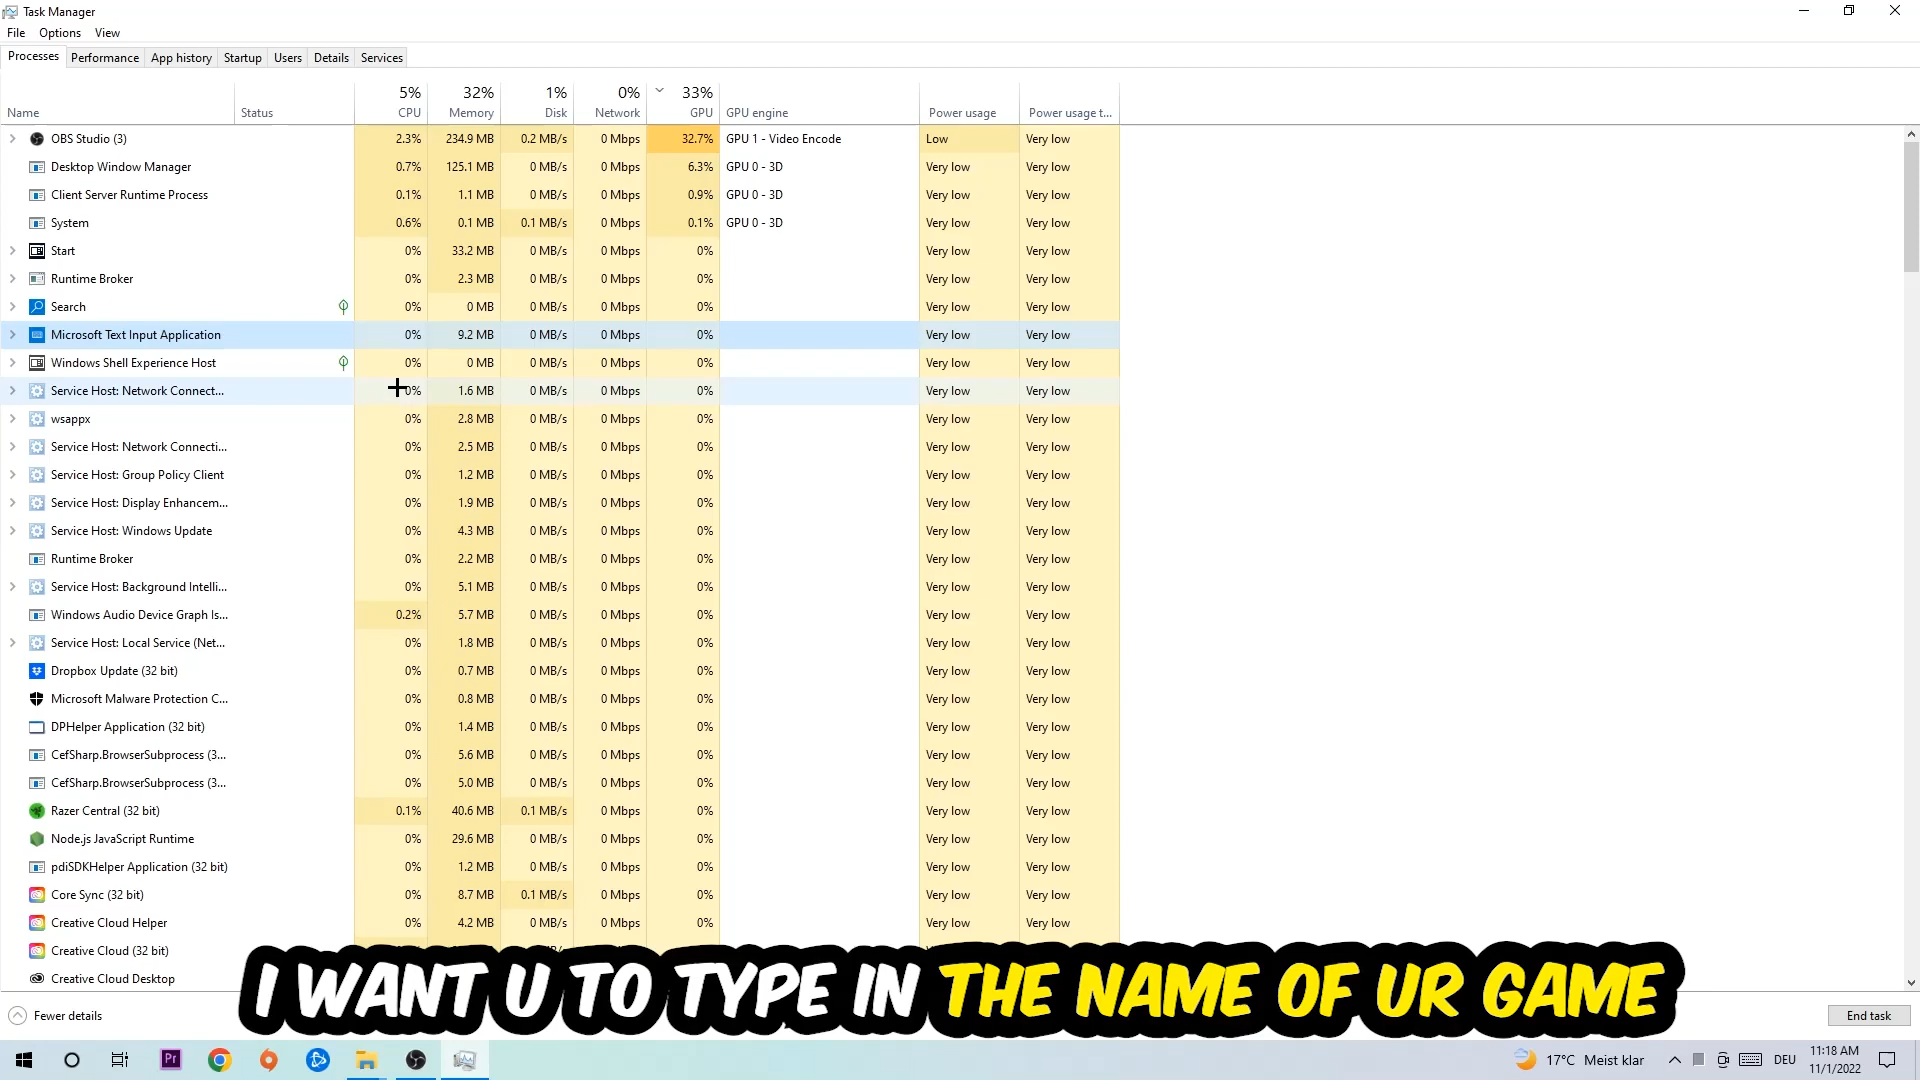 Task Manager
File Options View
Processes Performance App history Startup Users Details Services
5% 32% 1% 0% 33%
Name Status CPU Memory Disk Network GPU GPU engine Power usage Power usage t...
OBS Studio (3) 2.3% 234.9 MB 0.2 MB/s 0 Mbps 32.7% GPU 1 - Video Encode Low Very low
Desktop Window Manager 0.7% 125.1 MB 0 MB/s 0 Mbps 6.3% GPU 0 - 3D Very low Very low
Client Server Runtime Process 0.1% 1.1 MB 0 MB/s 0 Mbps 0.9% GPU 0 - 3D Very low Very low
System 0.6% 0.1 MB 0.1 MB/s 0 Mbps 0.1% GPU 0 - 3D Very low Very low
Start 0% 33.2 MB 0 MB/s 0 Mbps 0% Very low Very low
Runtime Broker 0% 2.3 MB 0 MB/s 0 Mbps 0% Very low Very low
Search 0% 0 MB 0 MB/s 0 Mbps 0% Very low Very low
Microsoft Text Input Application 0% 9.2 MB 0 MB/s 0 Mbps 0% Very low Very low
Windows Shell Experience Host 0% 0 MB 0 MB/s 0 Mbps 0% Very low Very low
Service Host: Network Connect... 0% 1.6 MB 0 MB/s 0 Mbps 0% Very low Very low
wsappx 0% 2.8 MB 0 MB/s 0 Mbps 0% Very low Very low
Service Host: Network Connecti... 0% 2.5 MB 0 MB/s 0 Mbps 0% Very low Very low
Service Host: Group Policy Client 0% 1.2 MB 0 MB/s 0 Mbps 0% Very low Very low
Service Host: Display Enhancem... 0% 1.9 MB 0 MB/s 0 Mbps 0% Very low Very low
Service Host: Windows Update 0% 4.3 MB 0 MB/s 0 Mbps 0% Very low Very low
Runtime Broker 0% 2.2 MB 0 MB/s 0 Mbps 0% Very low Very low
Service Host: Background Intelli... 0% 5.1 MB 0 MB/s 0 Mbps 0% Very low Very low
Windows Audio Device Graph Is... 0.2% 5.7 MB 0 MB/s 0 Mbps 0% Very low Very low
Service Host: Local Service (Net... 0% 1.8 MB 0 MB/s 0 Mbps 0% Very low Very low
Dropbox Update (32 bit) 0% 0.7 MB 0 MB/s 0 Mbps 0% Very low Very low
Microsoft Malware Protection C... 0% 0.8 MB 0 MB/s 0 Mbps 0% Very low Very low
DPHelper Application (32 bit) 0% 1.4 MB 0 MB/s 0 Mbps 0% Very low Very low
CefSharp.BrowserSubprocess (3... 0% 5.6 MB 0 MB/s 0 Mbps 0% Very low Very low
CefSharp.BrowserSubprocess (3... 0% 5.0 MB 0 MB/s 0 Mbps 0% Very low Very low
Razer Central (32 bit) 0.1% 40.6 MB 0.1 MB/s 0 Mbps 0% Very low Very low
Node.js JavaScript Runtime 0% 29.6 MB 0 MB/s 0 Mbps 0% Very low Very low
pdiSDKHelper Application (32 bit) 0% 1.2 MB 0 MB/s 0 Mbps 0% Very low Very low
Core Sync (32 bit) 0% 8.7 MB 0.1 MB/s 0 Mbps 0% Very low Very low
Creative Cloud Helper 0% 4.2 MB 0 MB/s 0 Mbps 0% Very low Very low
Creative Cloud (32 bit)
Creative Cloud Desktop
I WANT U TO TYPE IN THE NAME OF UR GAME
Fewer details End task
Pr 17°C Meist klar DEU 11:18 AM
11/1/2022